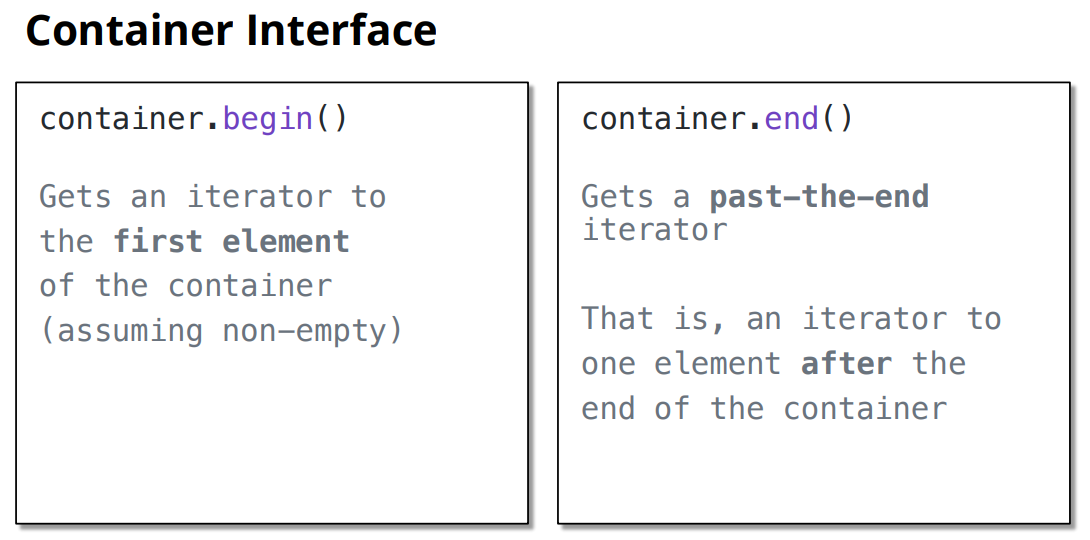 Container Interface
container.begin()
Gets an iterator to
the first element
of the container
(assuming non-empty)
container.end()
Gets a past-the-end
iterator
That is, an iterator to
one element after the
end of the container